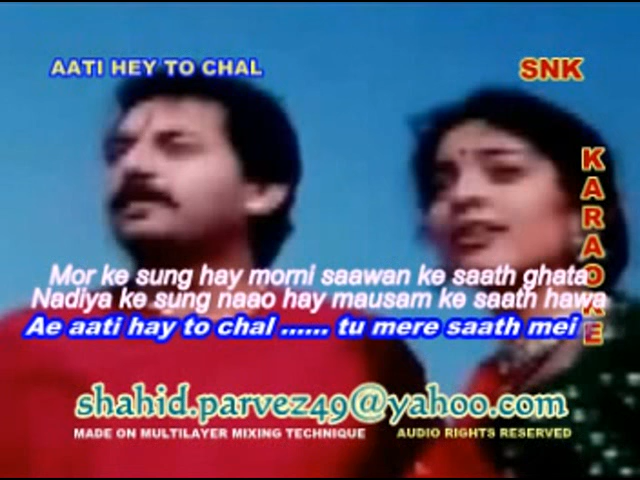 AATI HEY TO CHAL
SNK
KARAOKE
Mor ke sung hay morni saawan ke saath ghata
Nadiya ke sung naao hay mausam ke saath hawa
Ae aati hay to chal ...... tu mere saath mei
shahid.parvez49@yahoo.com
MADE ON MULTILAYER MIXING TECHNIQUE
AUDIO RIGHTS RESERVED